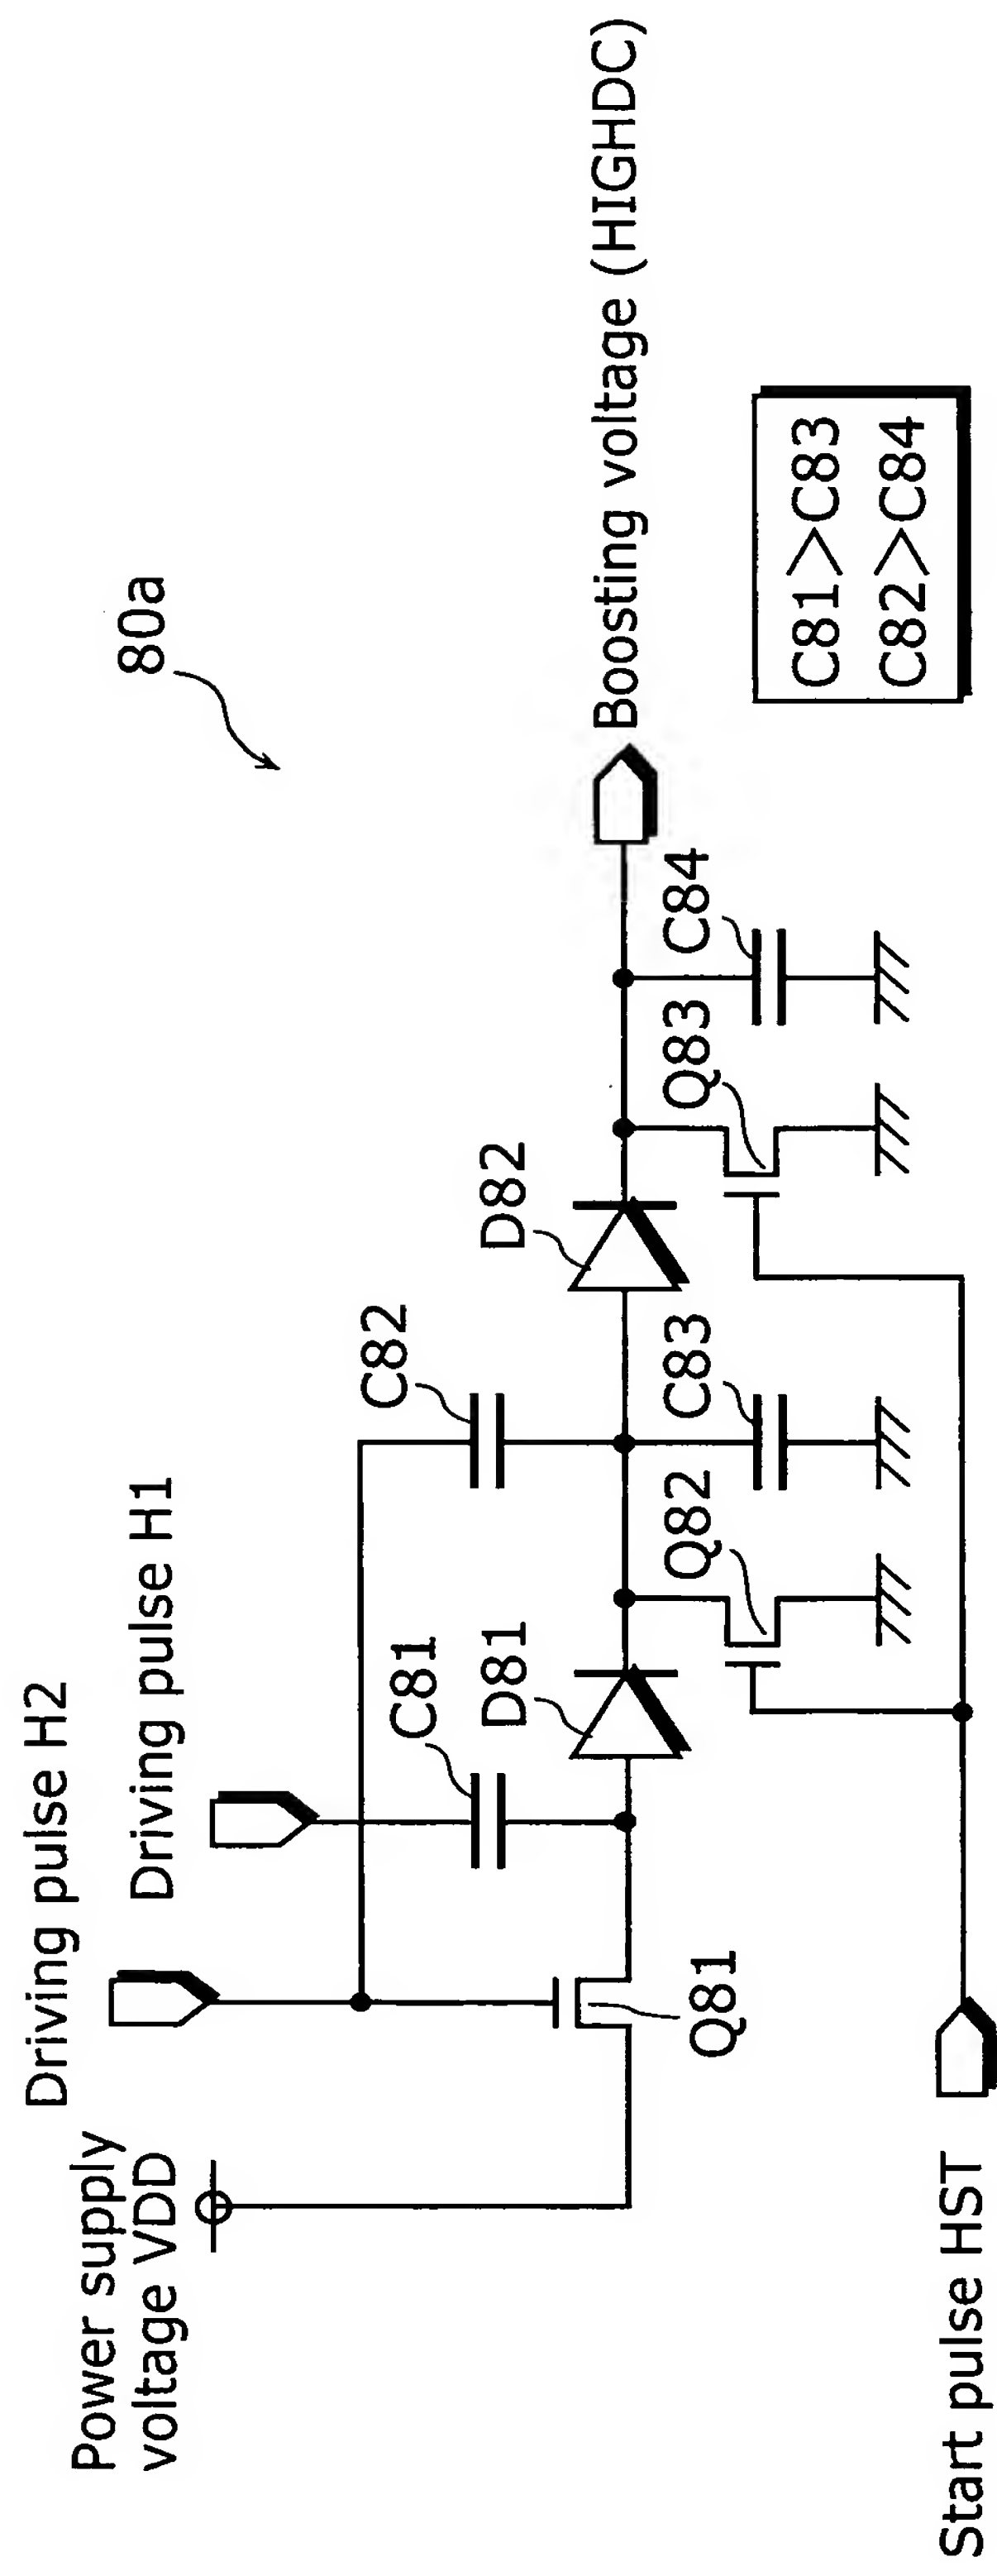 80a
Driving pulse H2
Driving pulse H1
Power supply
voltage VDD
C82
C81
D81
D82
Boosting voltage (HIGHDC)
Q81
Q82
C83
Q83
C84
C81>C83
C82>C84
Start pulse HST